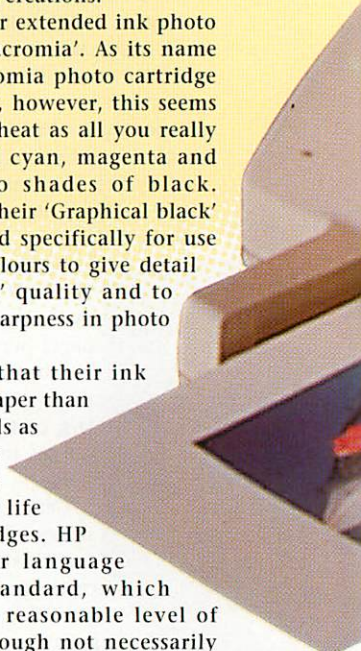 creations.
r extended ink photo
acromia'. As its name
omia photo cartridge
, however, this seems
heat as all you really
cyan, magenta and
o shades of black.
heir 'Graphical black'
d specifically for use
lours to give detail
' quality and to
arpness in photo
that their ink
aper than
ls as
life
dges. HP
r language
andard, which
reasonable level of
ough not necessarily